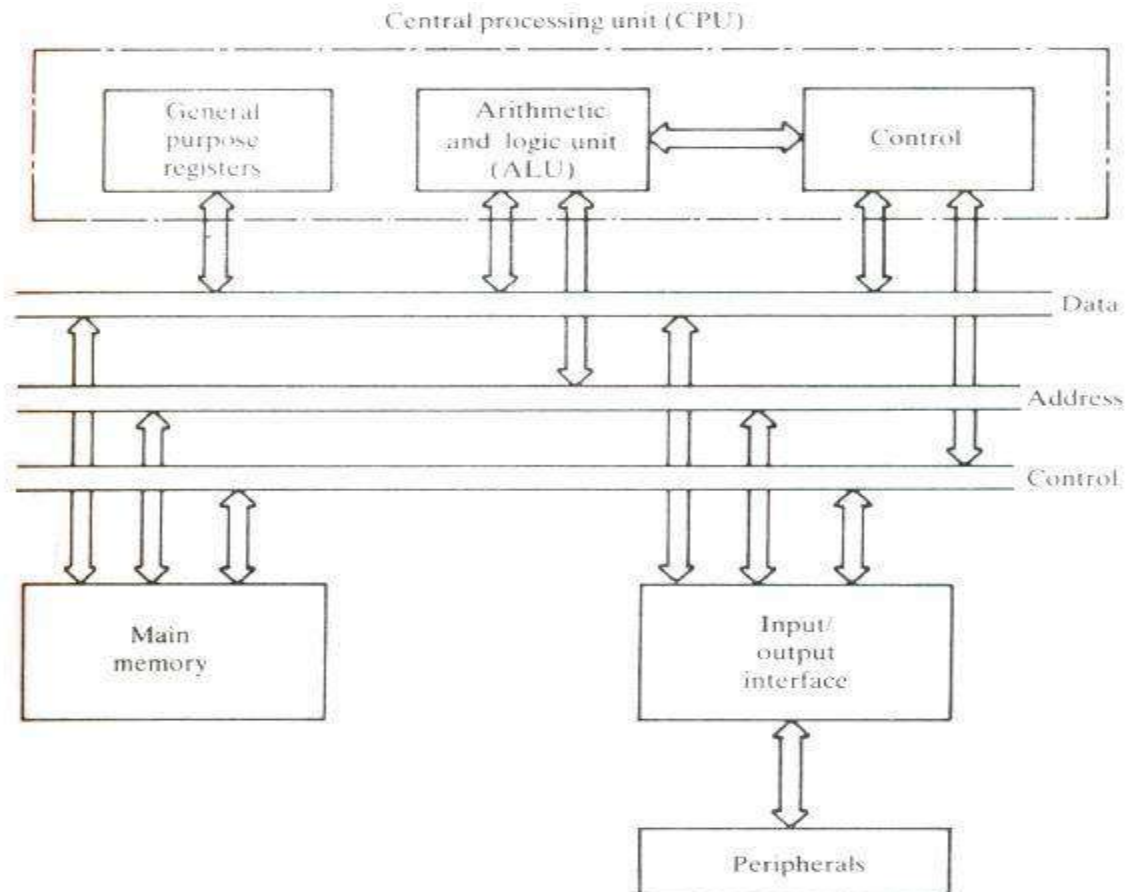 Central processing unit (CPU)
General
purpose
registers
Arithmetic
and logic unit
(ALU)
Control
Data
Address
Control
Main
memory
Input/
output
interface
Peripherals